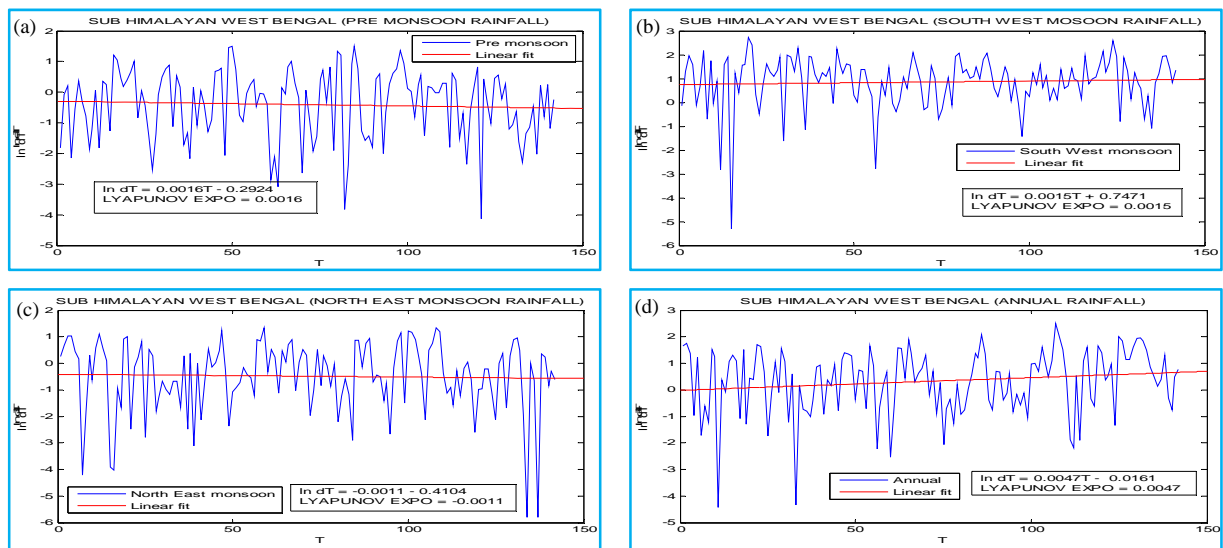 (a)
SUB HIMALAYAN WEST BENGAL (PRE MONSOON RAINFALL)
2
1
0
-1
-2
-3
-4
-5
Pre monsoon
Linear fit
ln dT = 0.0016T - 0.2924
LYAPUNOV EXPO = 0.0016
0 50 100 150
T
(b)
SUB HIMALAYAN WEST BENGAL (SOUTH WEST MOSOON RAINFALL)
3
2
1
0
-1
-2
-3
-4
-5
-6
South West monsoon
Linear fit
ln dT = 0.0015T + 0.7471
LYAPUNOV EXPO = 0.0015
0 50 100 150
T
(c)
SUB HIMALAYAN WEST BENGAL (NORTH EAST MONSOON RAINFALL)
2
1
0
-1
-2
-3
-4
-5
-6
North East monsoon
Linear fit
ln dT = -0.0011 - 0.4104
LYAPUNOV EXPO = -0.0011
0 50 100 150
T
(d)
SUB HIMALAYAN WEST BENGAL (ANNUAL RAINFALL)
3
2
1
0
-1
-2
-3
-4
-5
Annual
Linear fit
ln dT = 0.0047T - 0.0161
LYAPUNOV EXPO = 0.0047
0 50 100 150
T